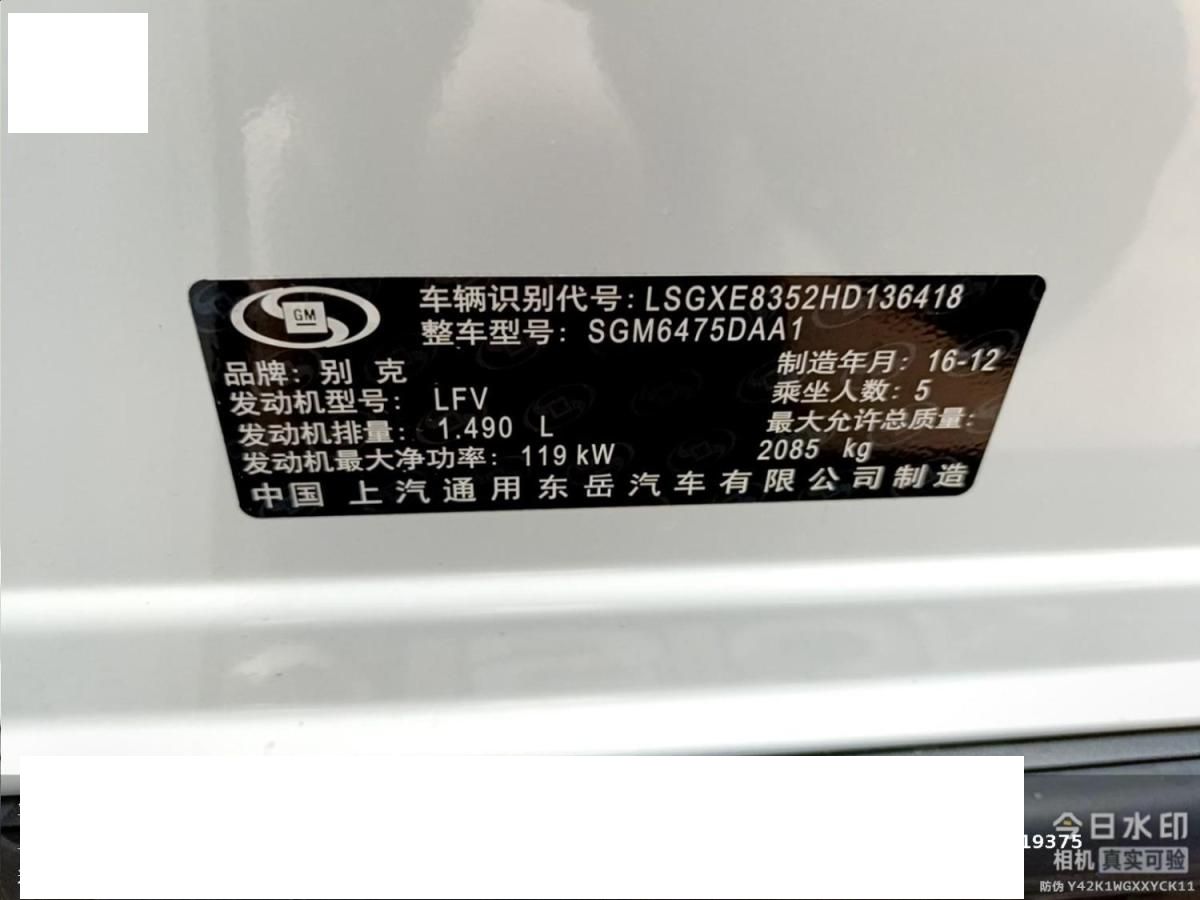 GM
车辆识别代号：LSGXE8352HD136418
整车型号：SGM6475DAA1
品牌：别 克
制造年月：16-12
发动机型号：LFV
乘坐人数：5
发动机排量：1.490 L
最大允许总质量：
2085 kg
发动机最大净功率：119 kW
中国 上汽通用东岳汽车有限公司制造
19375
今日水印
相机 真实可验
防伪 Y42K1WGXXYCK11